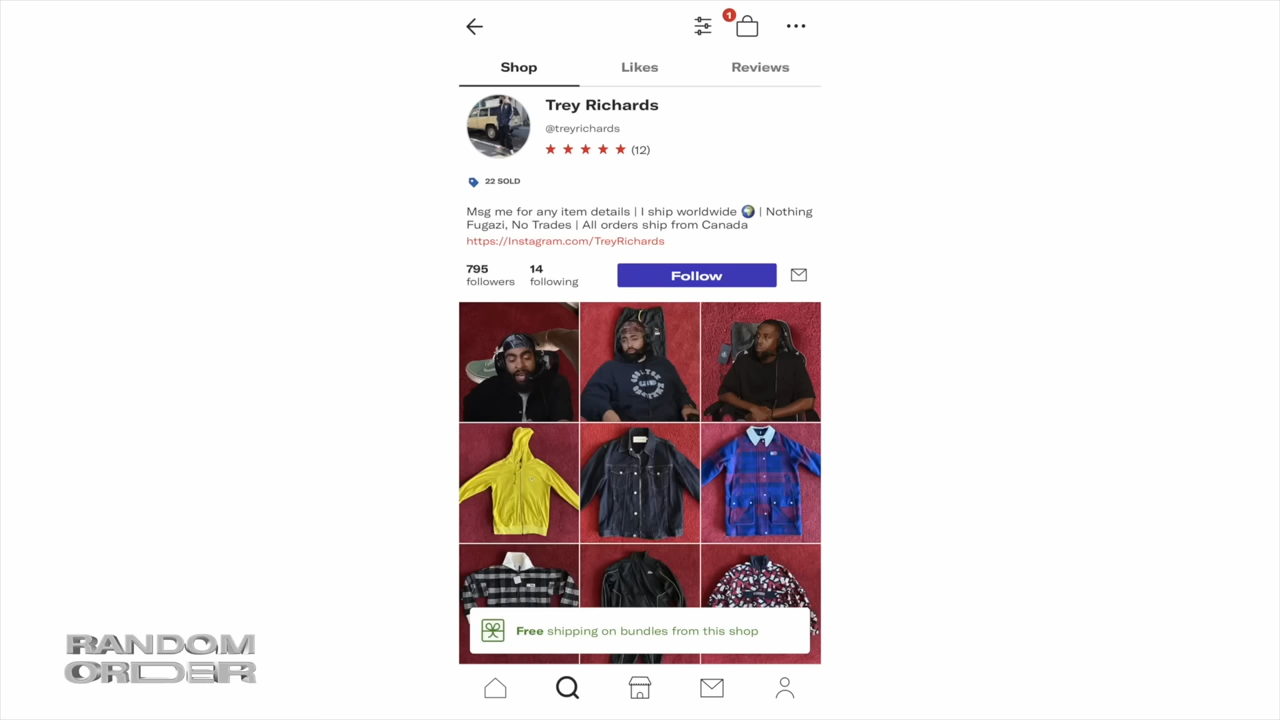 1
Shop Likes Reviews
Trey Richards
@treyrichards
(12)
22 SOLD
Msg me for any item details | I ship worldwide 🌍 | Nothing
Fugazi, No Trades | All orders ship from Canada
https://Instagram.com/TreyRichards
795 14
followers following
Follow
Free shipping on bundles from this shop
RANDOM
ORDER